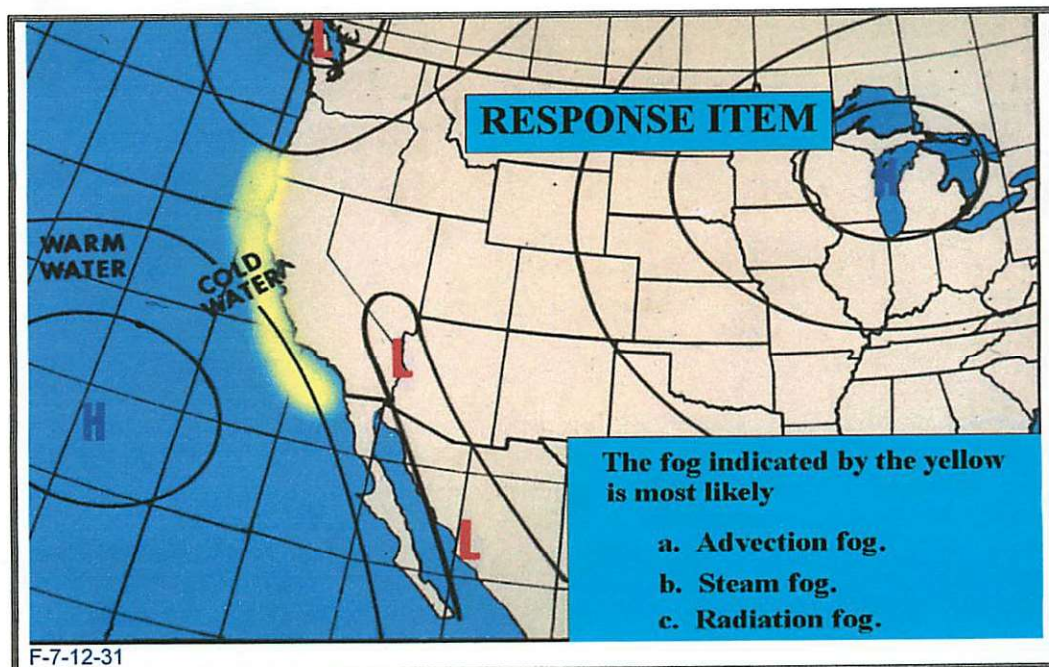 L
RESPONSE ITEM
H
WARM
WATER
COLD
WATER
L
H
L
The fog indicated by the yellow
is most likely
a. Advection fog.
b. Steam fog.
c. Radiation fog.
F-7-12-31